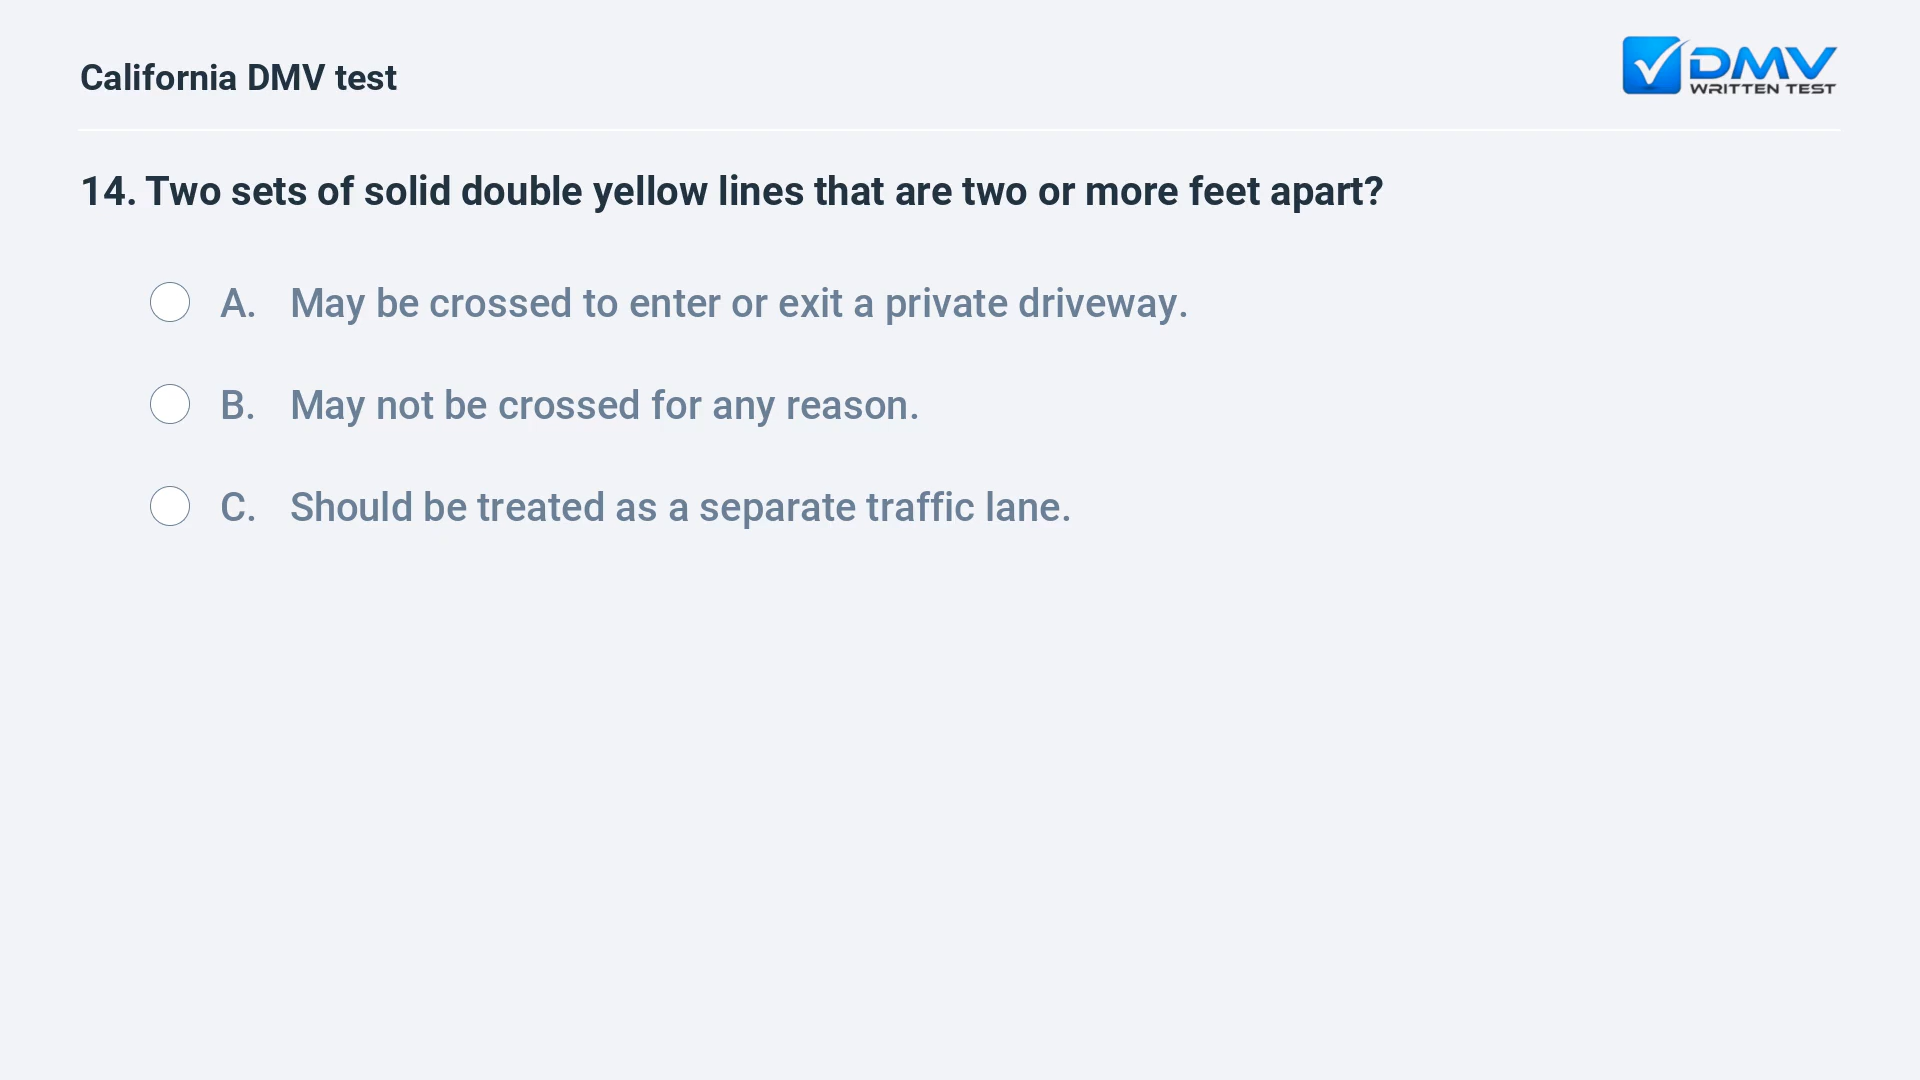 California DMV test
DMV
WRITTEN TEST
14. Two sets of solid double yellow lines that are two or more feet apart?
A. May be crossed to enter or exit a private driveway.
B. May not be crossed for any reason.
C. Should be treated as a separate traffic lane.